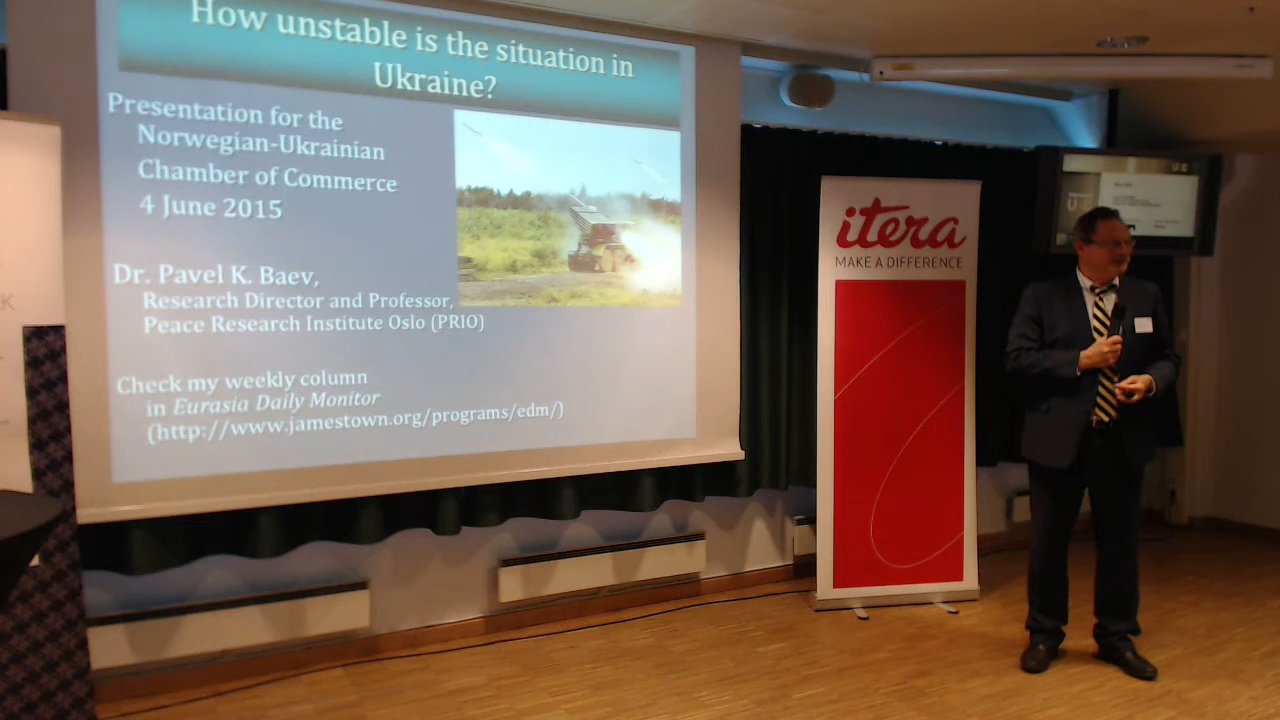 How unstable is the situation in
Ukraine?
Presentation for the
Norwegian-Ukrainian
Chamber of Commerce
4 June 2015
Dr. Pavel K. Baev,
Research Director and Professor,
Peace Research Institute Oslo (PRIO)
Check my weekly column
in Eurasia Daily Monitor
(http://www.jamestown.org/programs/edm/)
itera
MAKE A DIFFERENCE